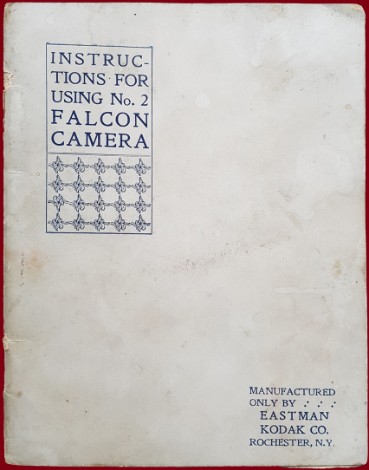 INSTRUC-
TIONS FOR
USING No. 2
FALCON
CAMERA
MANUFACTURED
ONLY BY ∴ ∴ ∴
EASTMAN
KODAK CO.
ROCHESTER, N.Y.